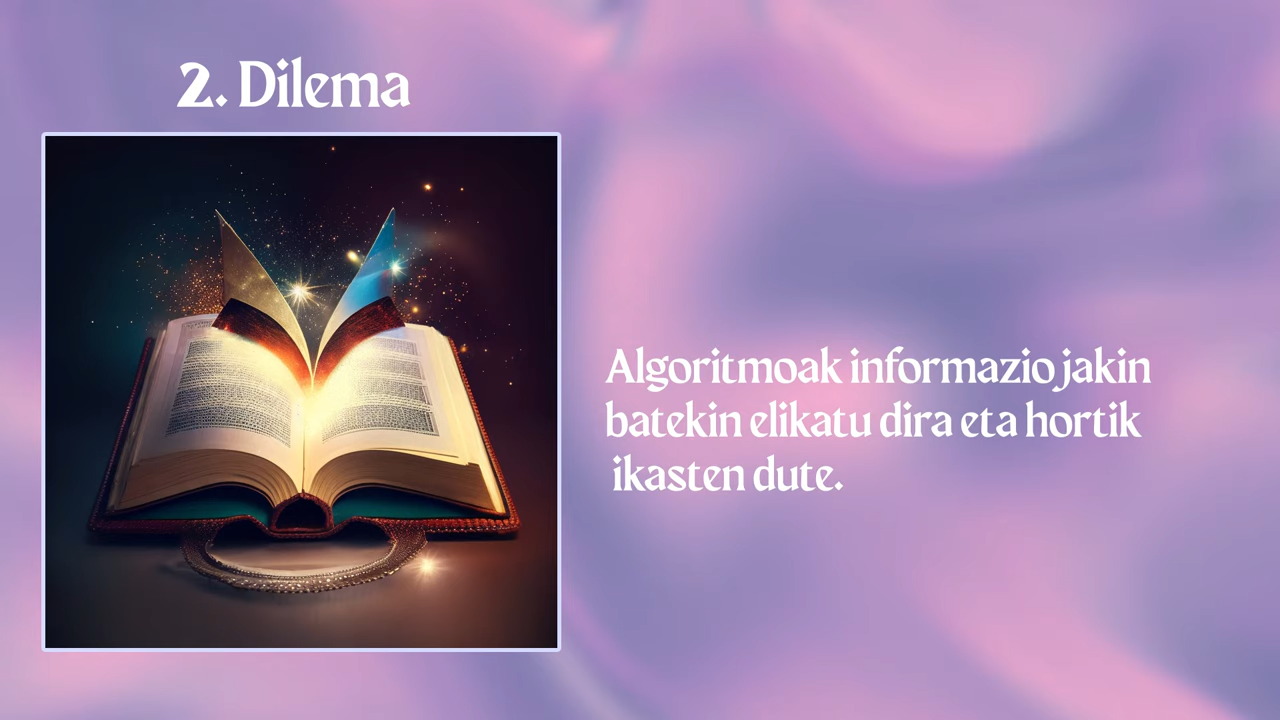 2. Dilema
Algoritmoak informazio jakin
batekin elikatu dira eta hortik
ikasten dute.